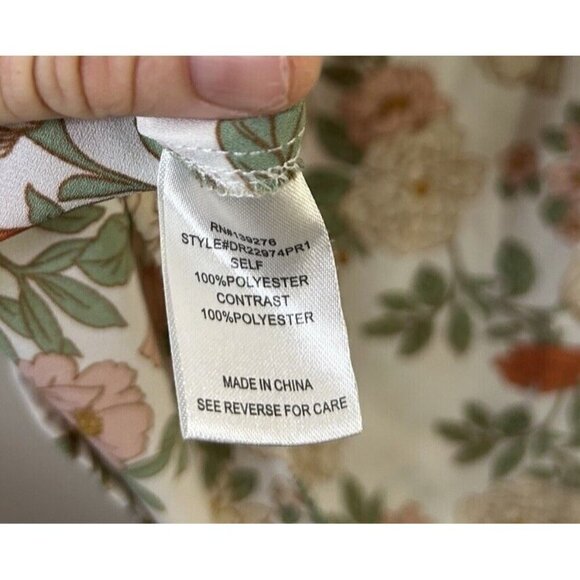 RN#139276
STYLE#DR22974PR1
SELF
100%POLYESTER
CONTRAST
100%POLYESTER
MADE IN CHINA
SEE REVERSE FOR CARE